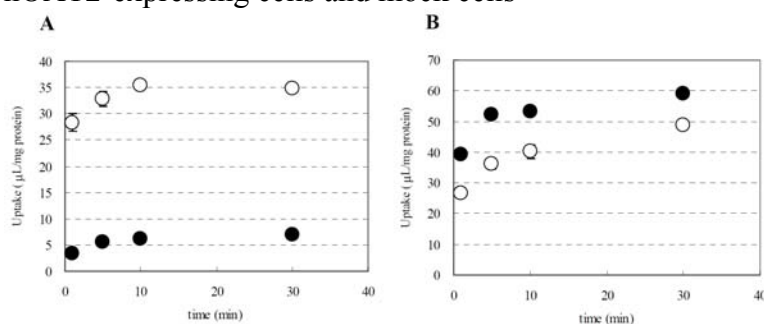 expressing cells and mock cells
A
40
35
30
25
20
15
10
5
0
Uptake ( μL/mg protein)
0 10 20 30 40
time (min)
B
70
60
50
40
30
20
10
0
Uptake ( μL/mg protein)
0 10 20 30 40
time (min)